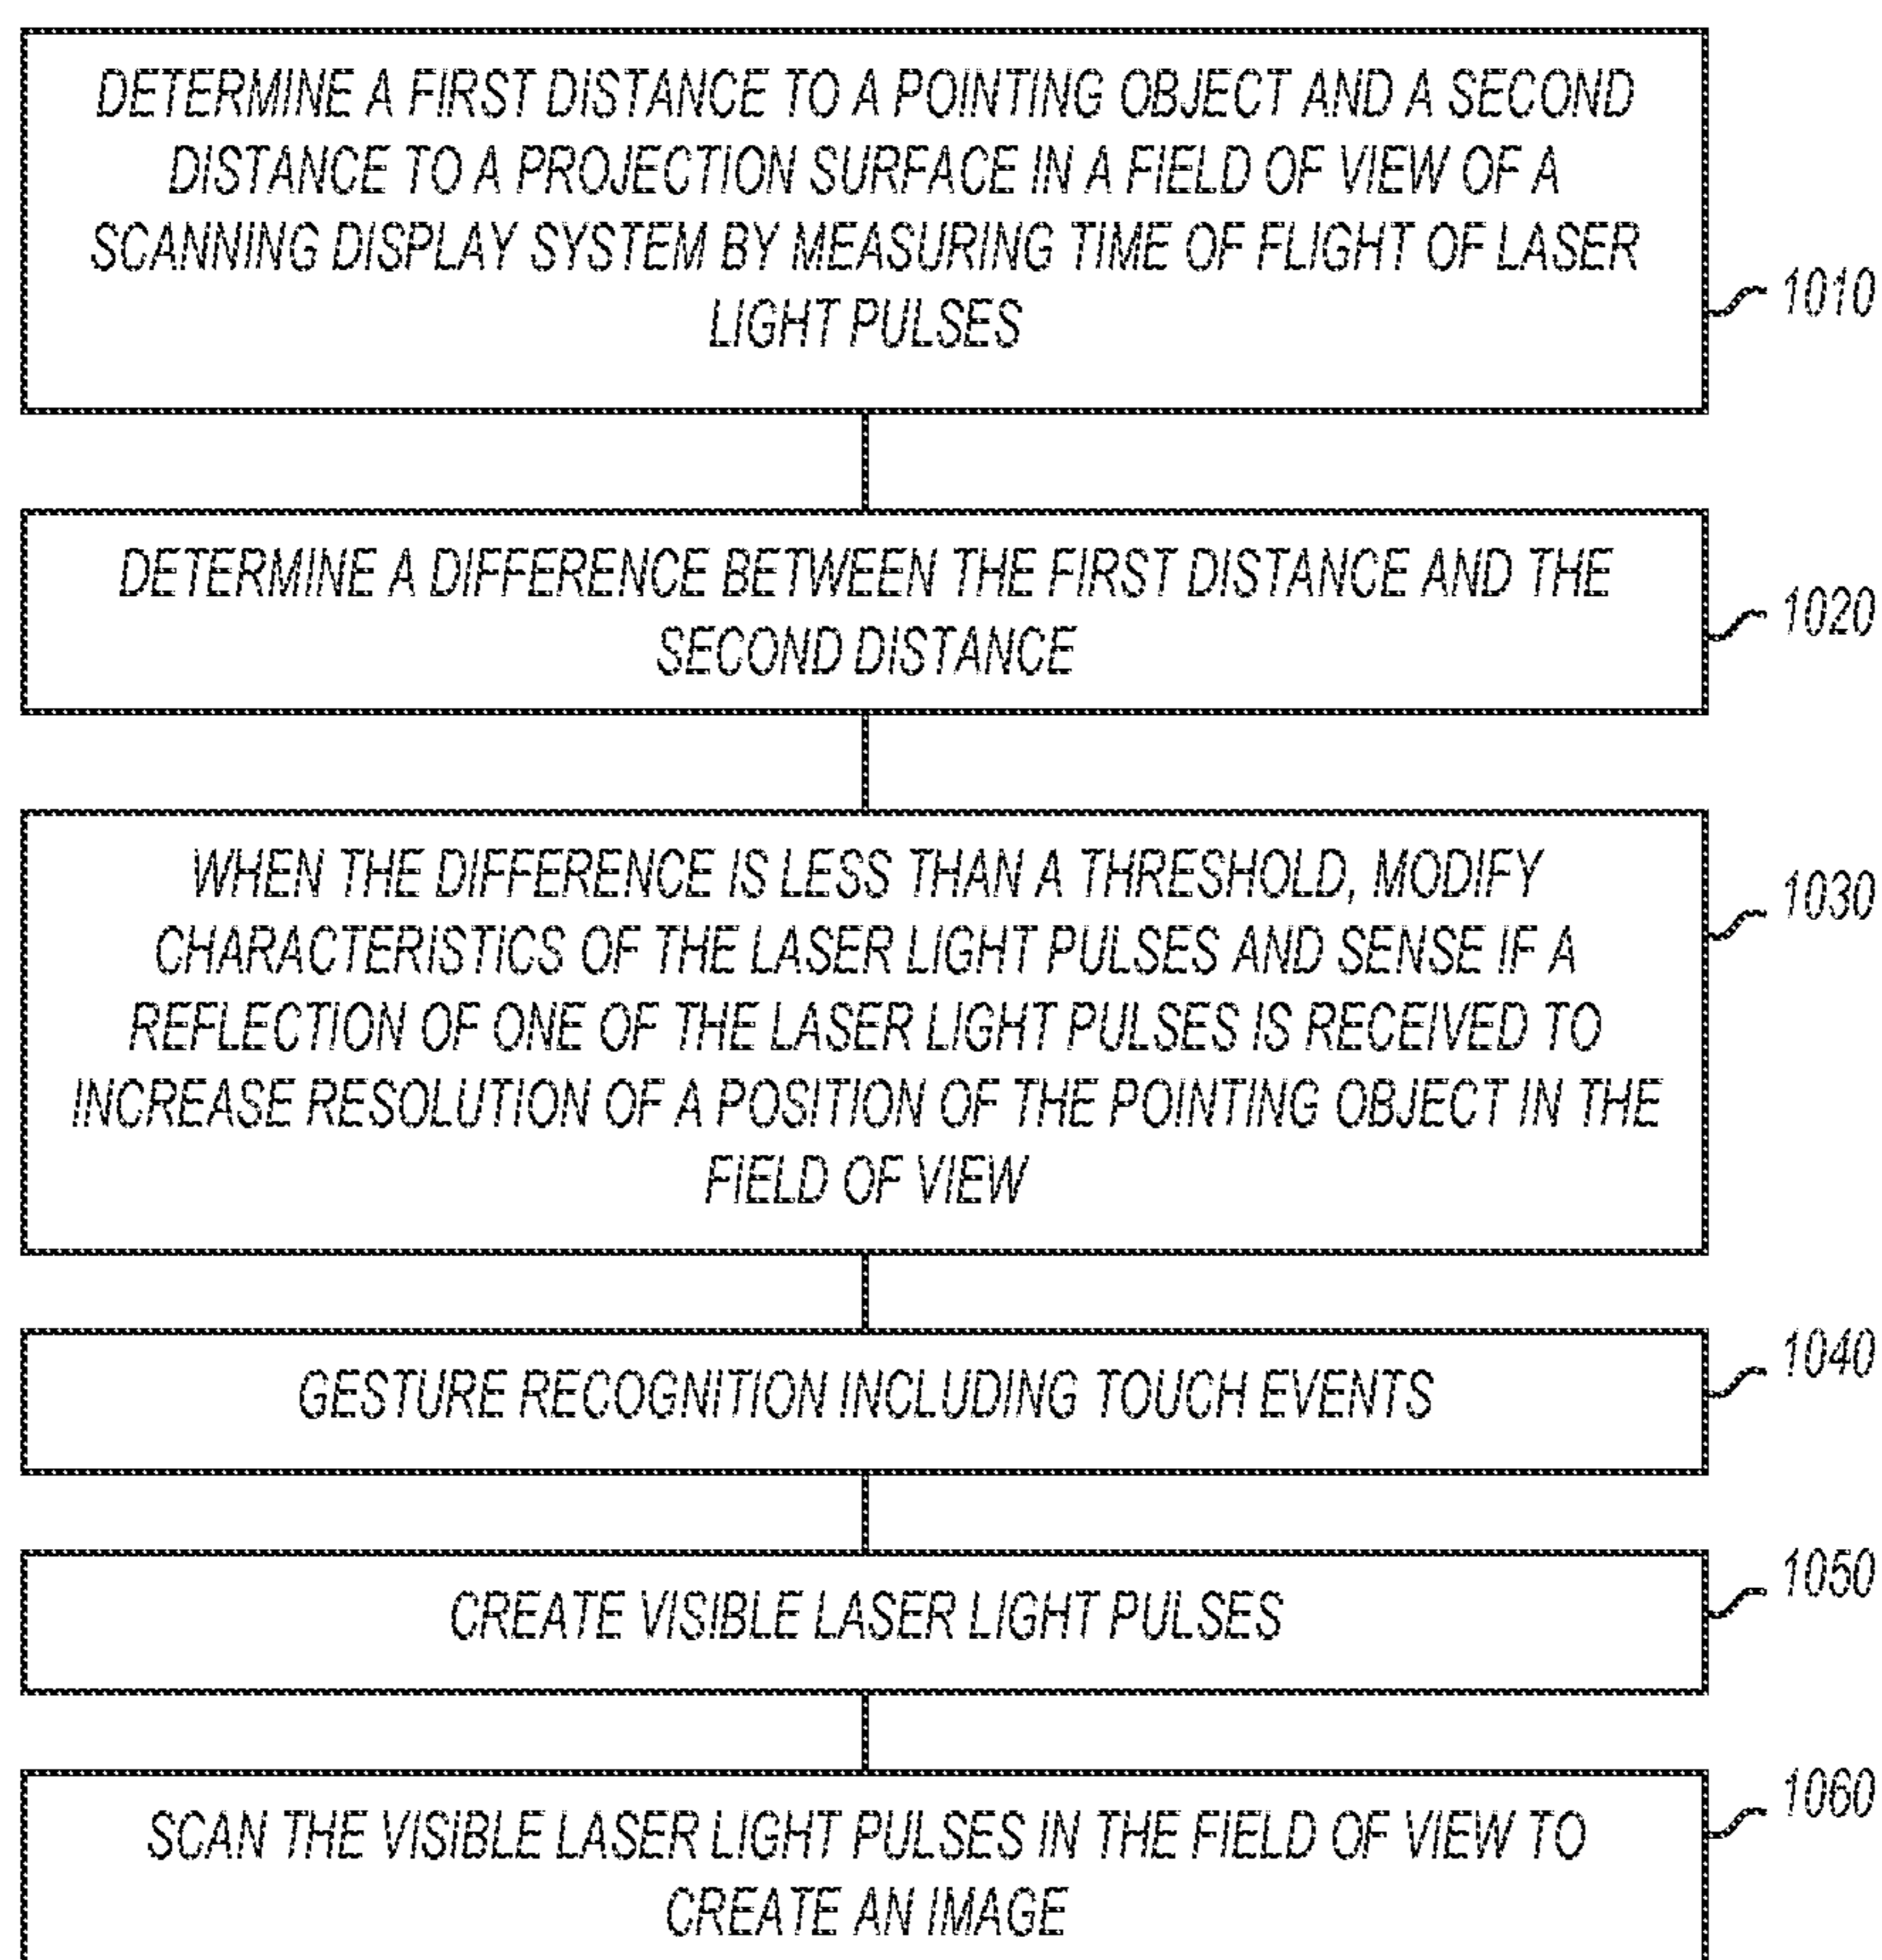 DETERMINE A FIRST DISTANCE TO A POINTING OBJECT AND A SECOND
DISTANCE TO A PROJECTION SURFACE IN A FIELD OF VIEW OF A
SCANNING DISPLAY SYSTEM BY MEASURING TIME OF FLIGHT OF LASER
LIGHT PULSES
1010
DETERMINE A DIFFERENCE BETWEEN THE FIRST DISTANCE AND THE
SECOND DISTANCE
1020
WHEN THE DIFFERENCE IS LESS THAN A THRESHOLD, MODIFY
CHARACTERISTICS OF THE LASER LIGHT PULSES AND SENSE IF A
REFLECTION OF ONE OF THE LASER LIGHT PULSES IS RECEIVED TO
INCREASE RESOLUTION OF A POSITION OF THE POINTING OBJECT IN THE
FIELD OF VIEW
1030
GESTURE RECOGNITION INCLUDING TOUCH EVENTS
1040
CREATE VISIBLE LASER LIGHT PULSES
1050
SCAN THE VISIBLE LASER LIGHT PULSES IN THE FIELD OF VIEW TO
CREATE AN IMAGE
1060